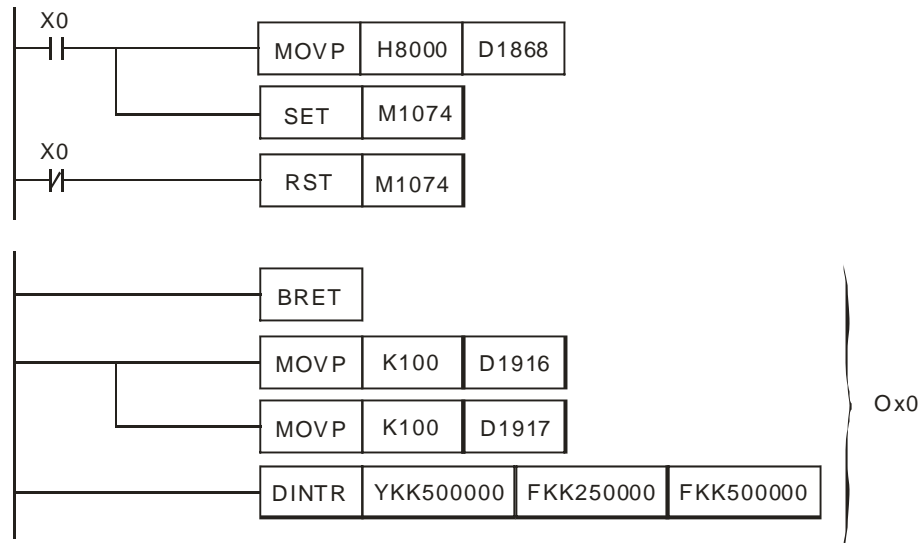 X0
MOVP H8000 D1868
SET M1074
X0
RST M1074
BRET
MOVP K100 D1916
MOVP K100 D1917
Ox0
DINTR YKK500000 FKK250000 FKK500000